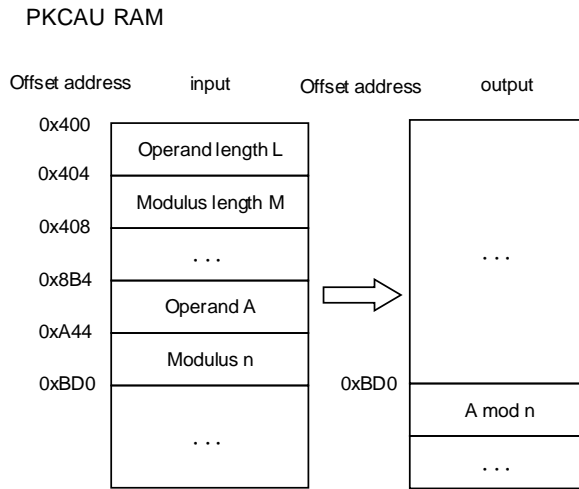 PKCAU RAM
Offset address input Offset address output
0x400
Operand length L
0x404
Modulus length M
0x408
. . .
. . .
0x8B4
Operand A
0xA44
Modulus n
0xBD0 0xBD0
A mod n
. . .
. . .